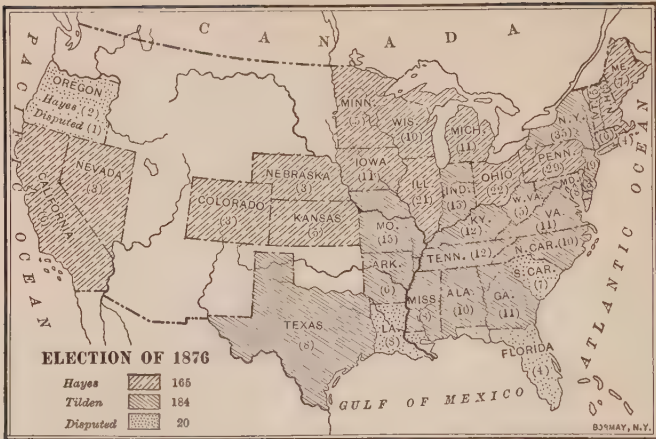 CANADA
PACIFIC OCEAN
ATLANTIC OCEAN
GULF OF MEXICO
OREGON
Hayes (2)
Disputed (1)
NEVADA
(3)
CALIFORNIA
NEBRASKA
(3)
COLORADO
(3)
KANSAS
(5)
TEXAS
(8)
MINN.
(5)
WIS.
(10)
MICH.
(11)
IOWA
(11)
ILL.
(21)
IND.
(15)
OHIO
(22)
MO.
(15)
ARK.
(6)
LA.
(8)
MISS.
(8)
ALA.
(10)
GA.
(11)
FLORIDA
(4)
S. CAR.
(7)
N. CAR. (10)
TENN. (12)
KY.
(12)
W. VA.
(5)
VA.
(11)
MD.
PENN.
(29)
N.Y.
(35)
ME.
(7)
(4)
ELECTION OF 1876
Hayes 165
Tilden 184
Disputed 20
BORMAY, N.Y.